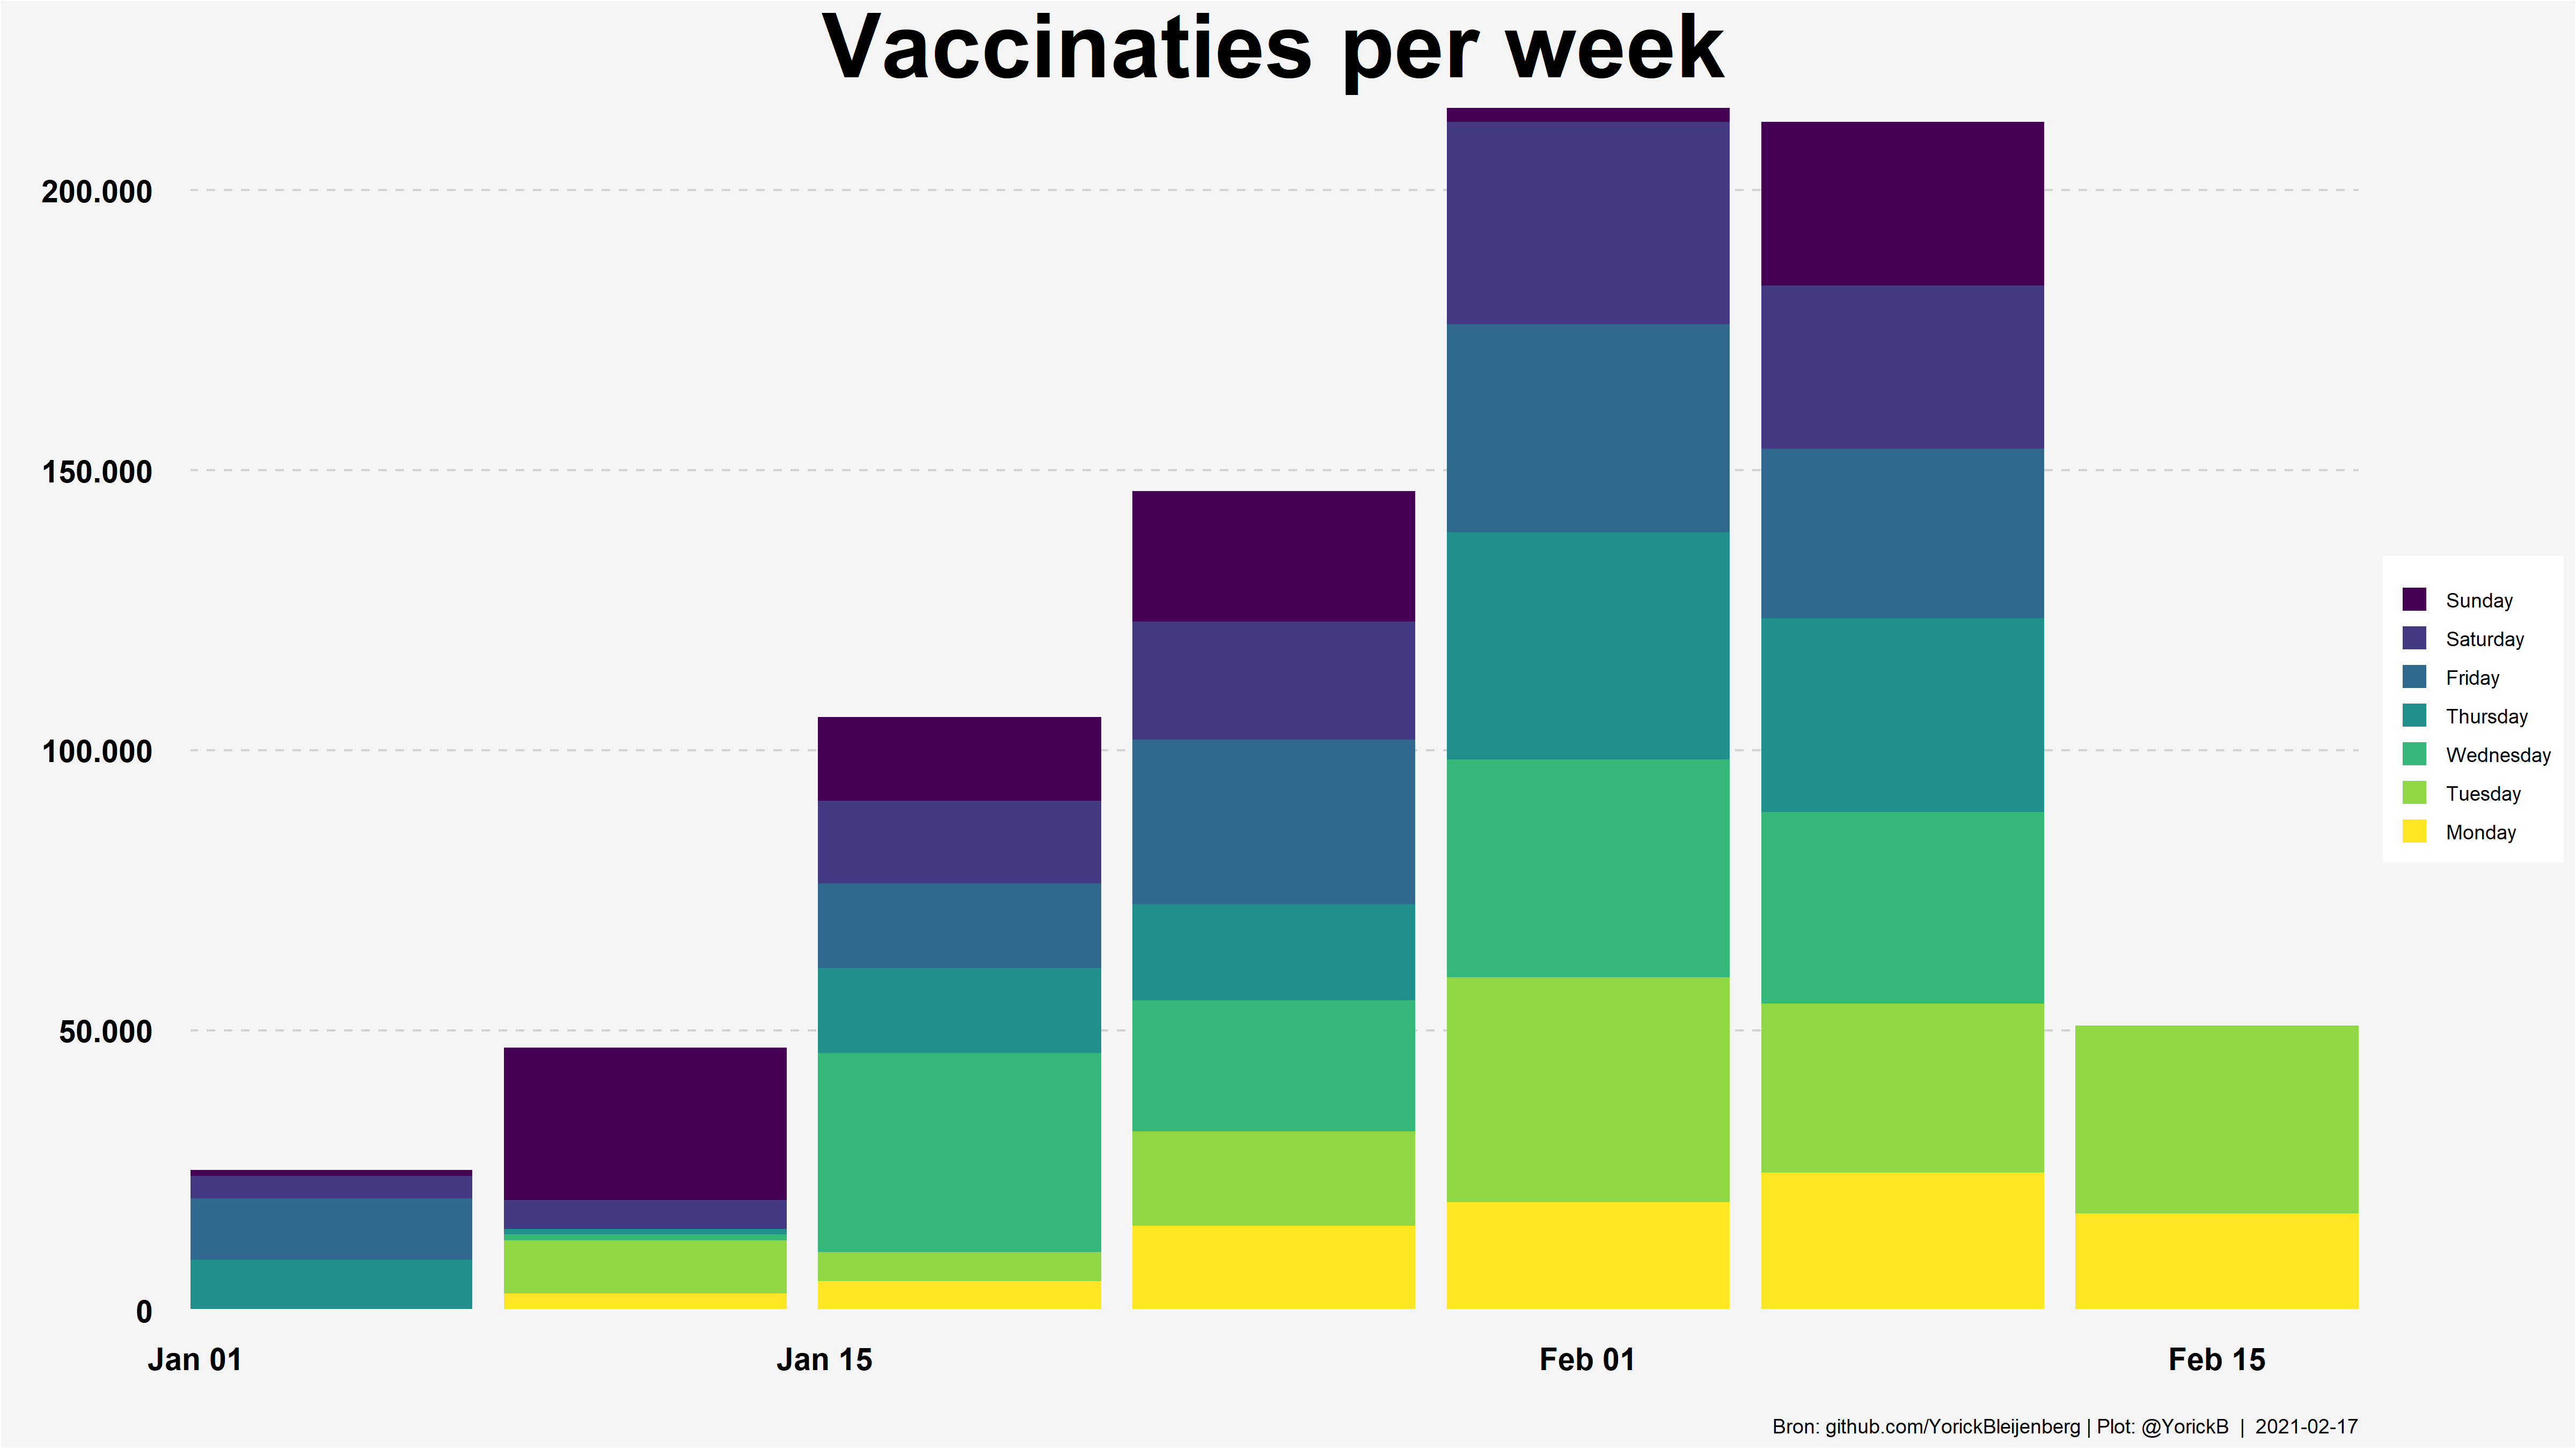 Vaccinaties per week
200.000
150.000
100.000
50.000
0
Jan 01
Jan 15
Feb 01
Feb 15
Sunday
Saturday
Friday
Thursday
Wednesday
Tuesday
Monday
Bron: github.com/YorickBleijenberg | Plot: @YorickB | 2021-02-17